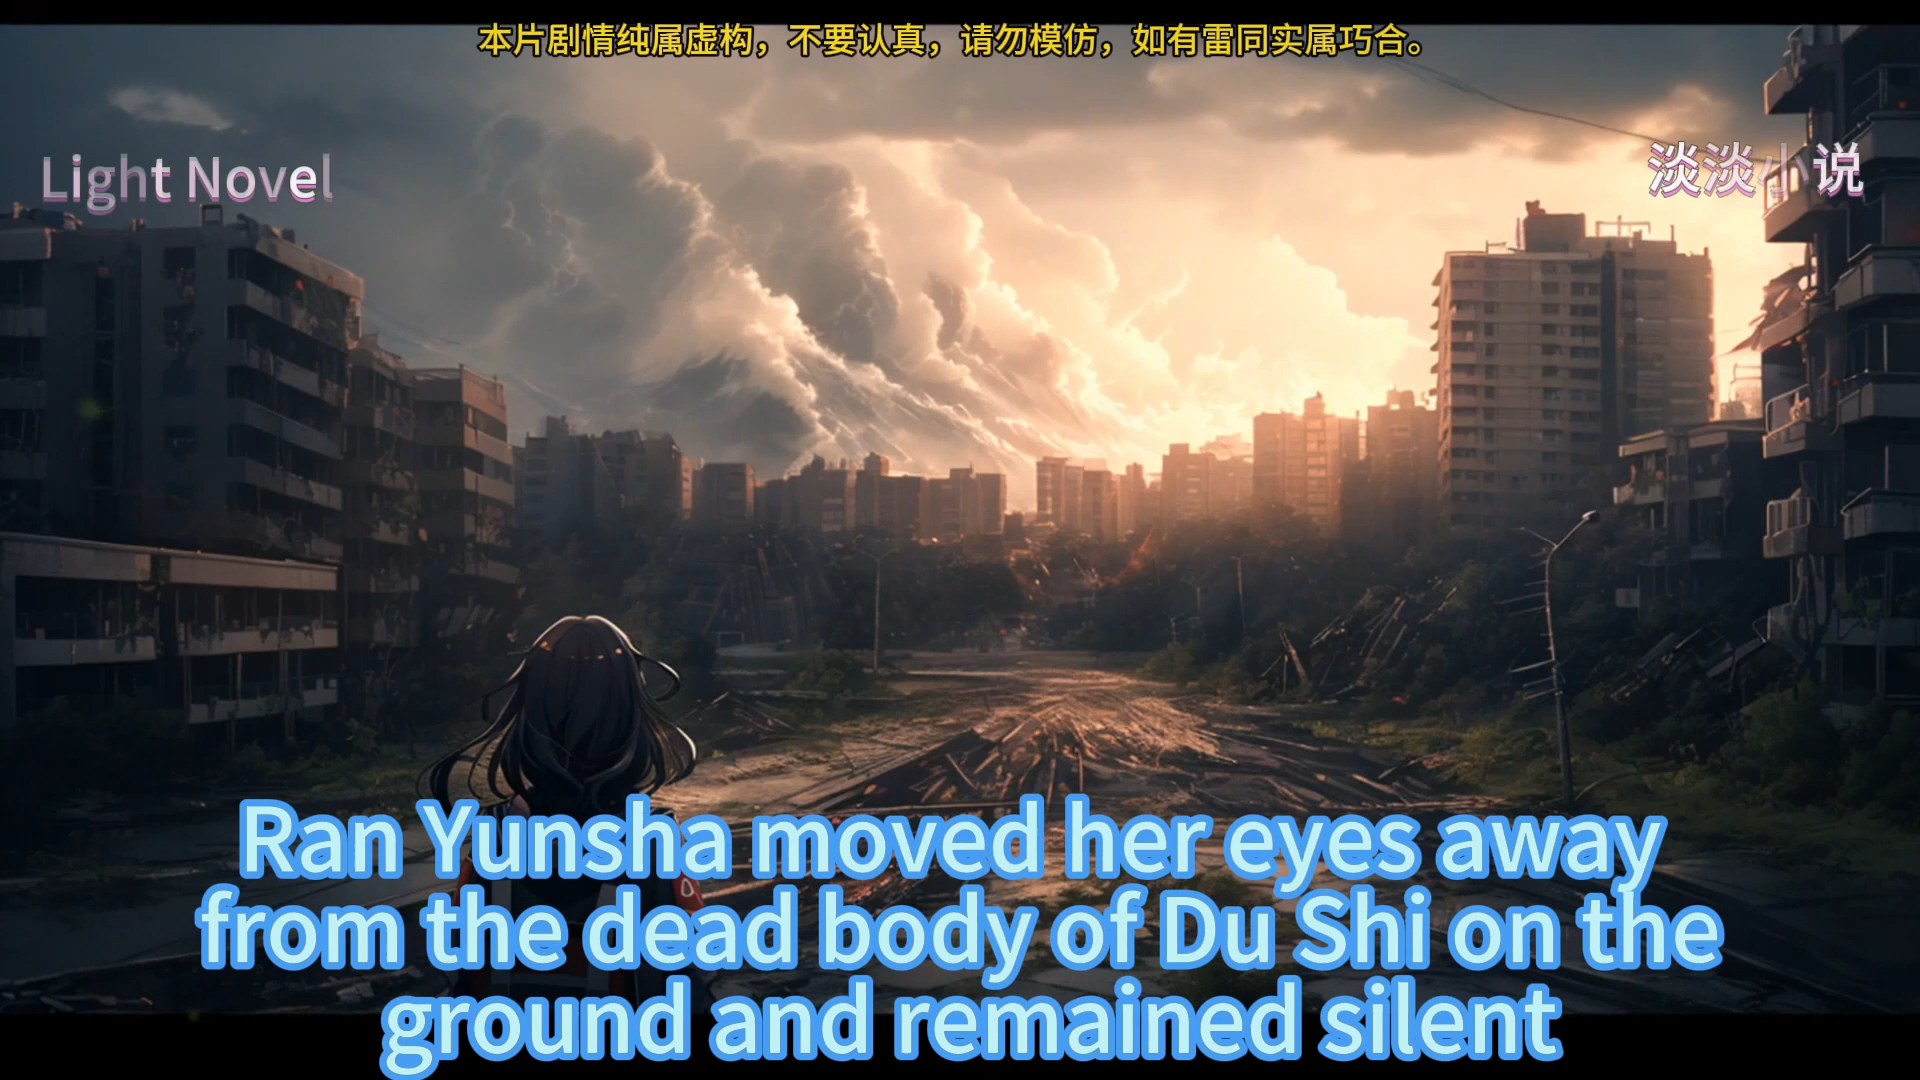 本片剧情纯属虚构，不要认真，请勿模仿，如有雷同实属巧合。
Light Novel
淡淡小说
Ran Yunsha moved her eyes away
from the dead body of Du Shi on the
ground and remained silent